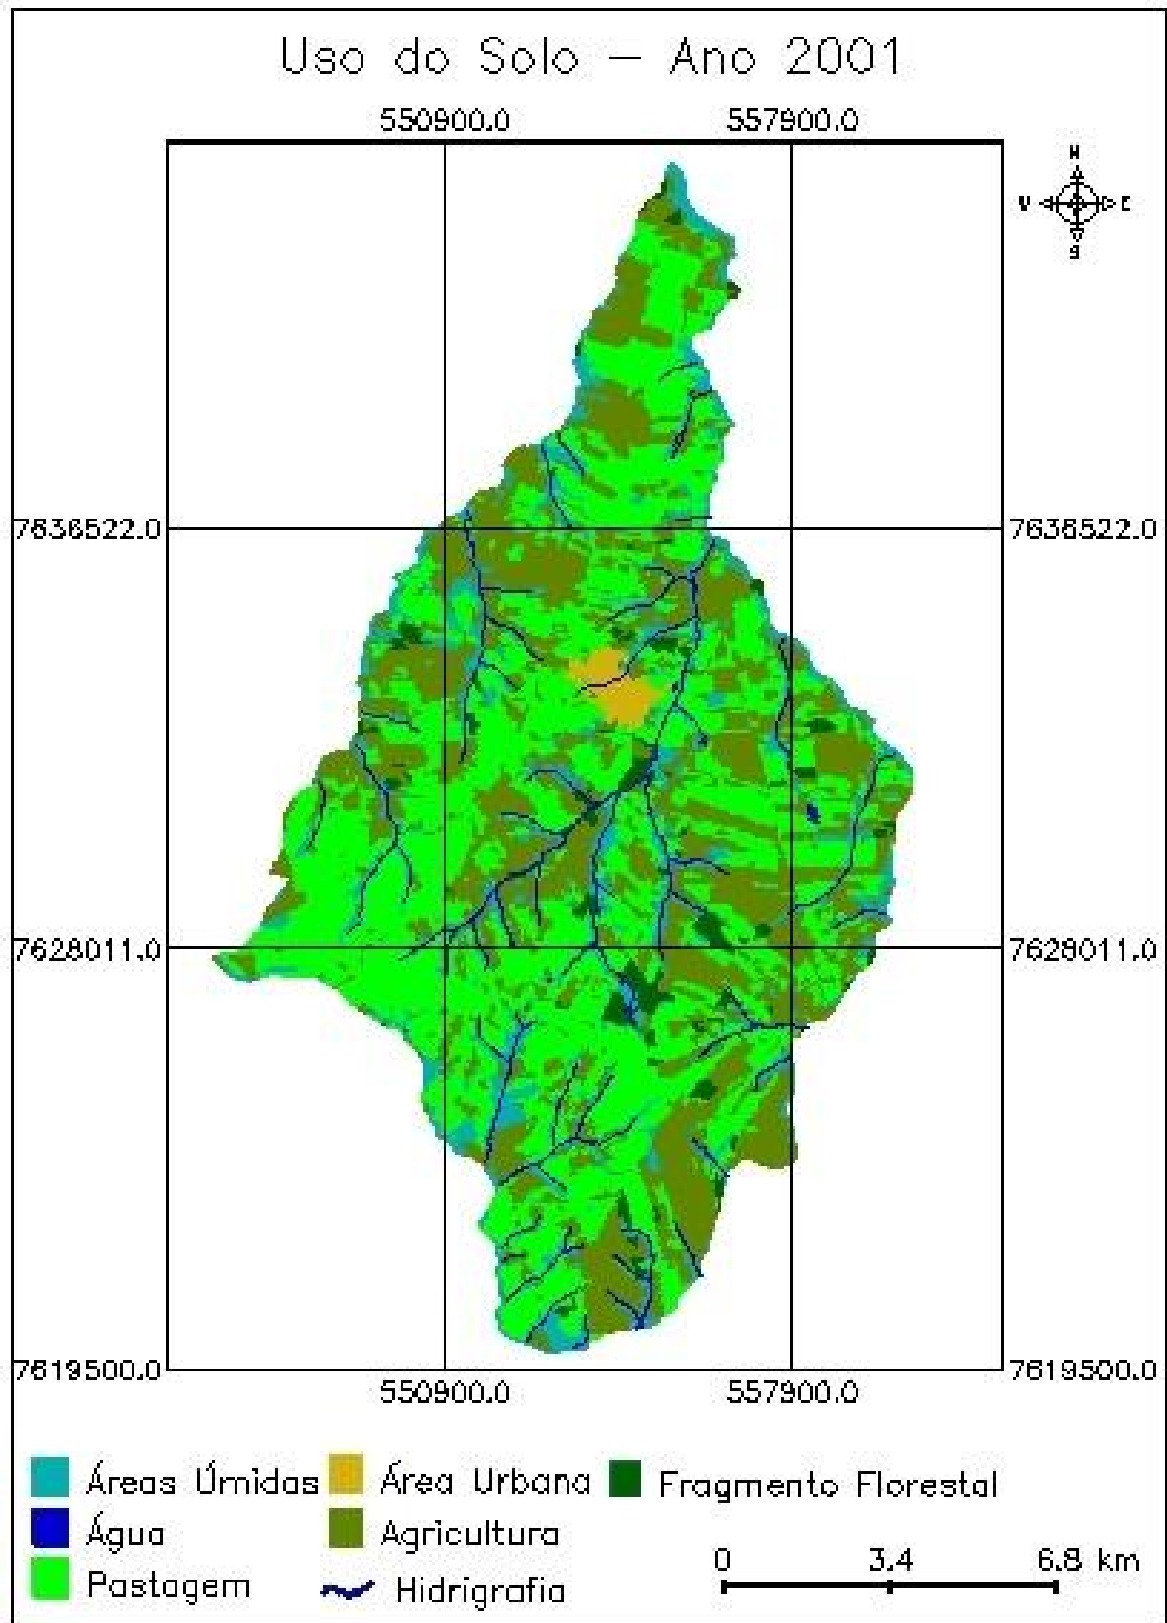 Uso do Solo – Ano 2001
550900.0 557900.0
N
W E
S
7636522.0 7636522.0
7628011.0 7628011.0
7619500.0 7619500.0
550900.0 557900.0
Áreas Úmidas Área Urbana Fragmento Florestal
Água Agricultura
Pastagem Hidrigrafia
0 3.4 6.8 km